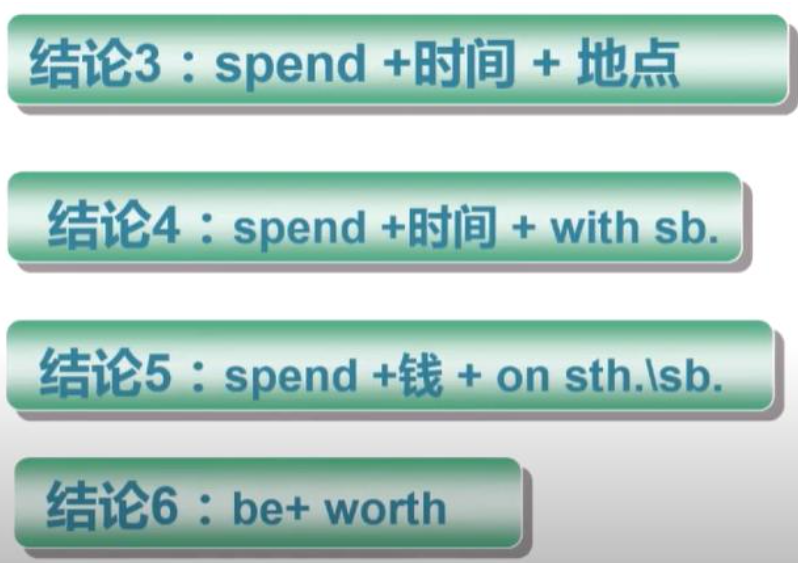 结论3：spend +时间 + 地点
结论4：spend +时间 + with sb.
结论5：spend +钱 + on sth.\sb.
结论6：be+ worth